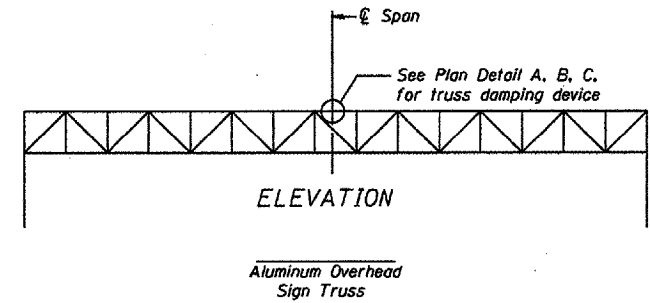 ℄ Span
See Plan Detail A, B, C,
for truss damping device
ELEVATION
Aluminum Overhead
Sign Truss